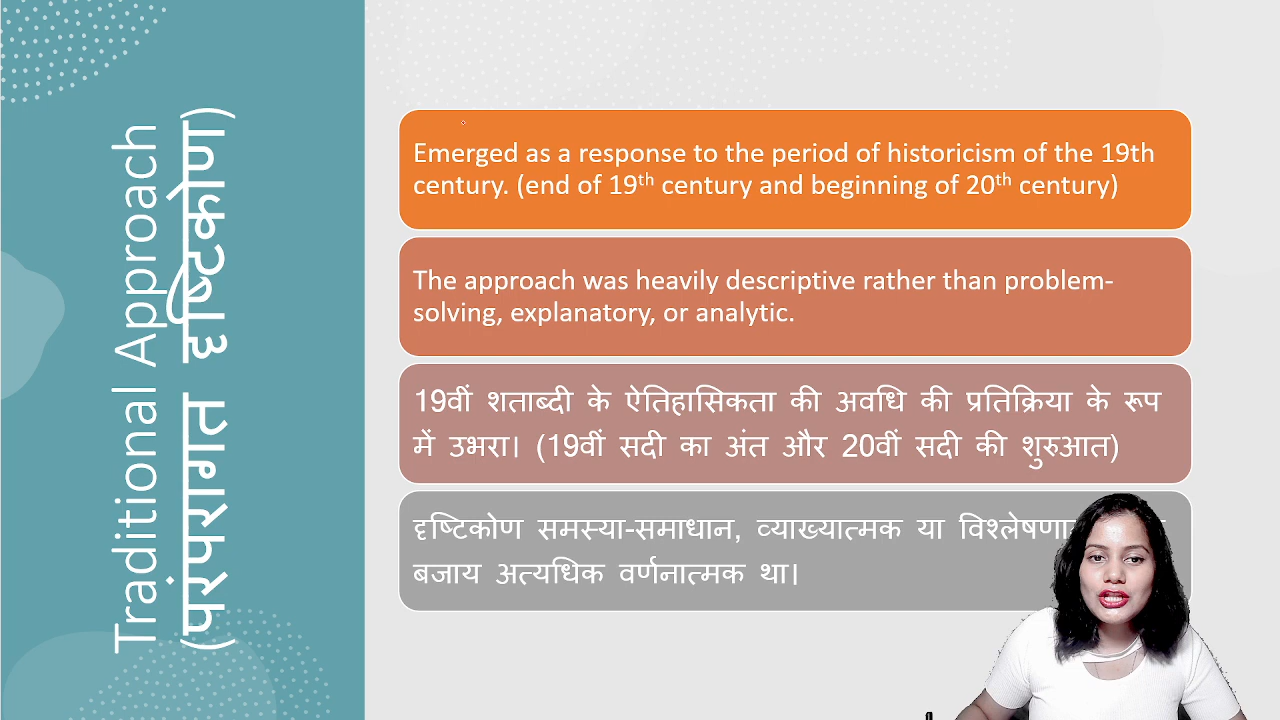 Traditional Approach
(परंपरागत दृष्टिकोण)
Emerged as a response to the period of historicism of the 19th
century. (end of 19th century and beginning of 20th century)
The approach was heavily descriptive rather than problem-
solving, explanatory, or analytic.
19वीं शताब्दी के ऐतिहासिकता की अवधि की प्रतिक्रिया के रूप
में उभरा। (19वीं सदी का अंत और 20वीं सदी की शुरुआत)
दृष्टिकोण समस्या-समाधान, व्याख्यात्मक या
बजाय अत्यधिक वर्णनात्मक था।